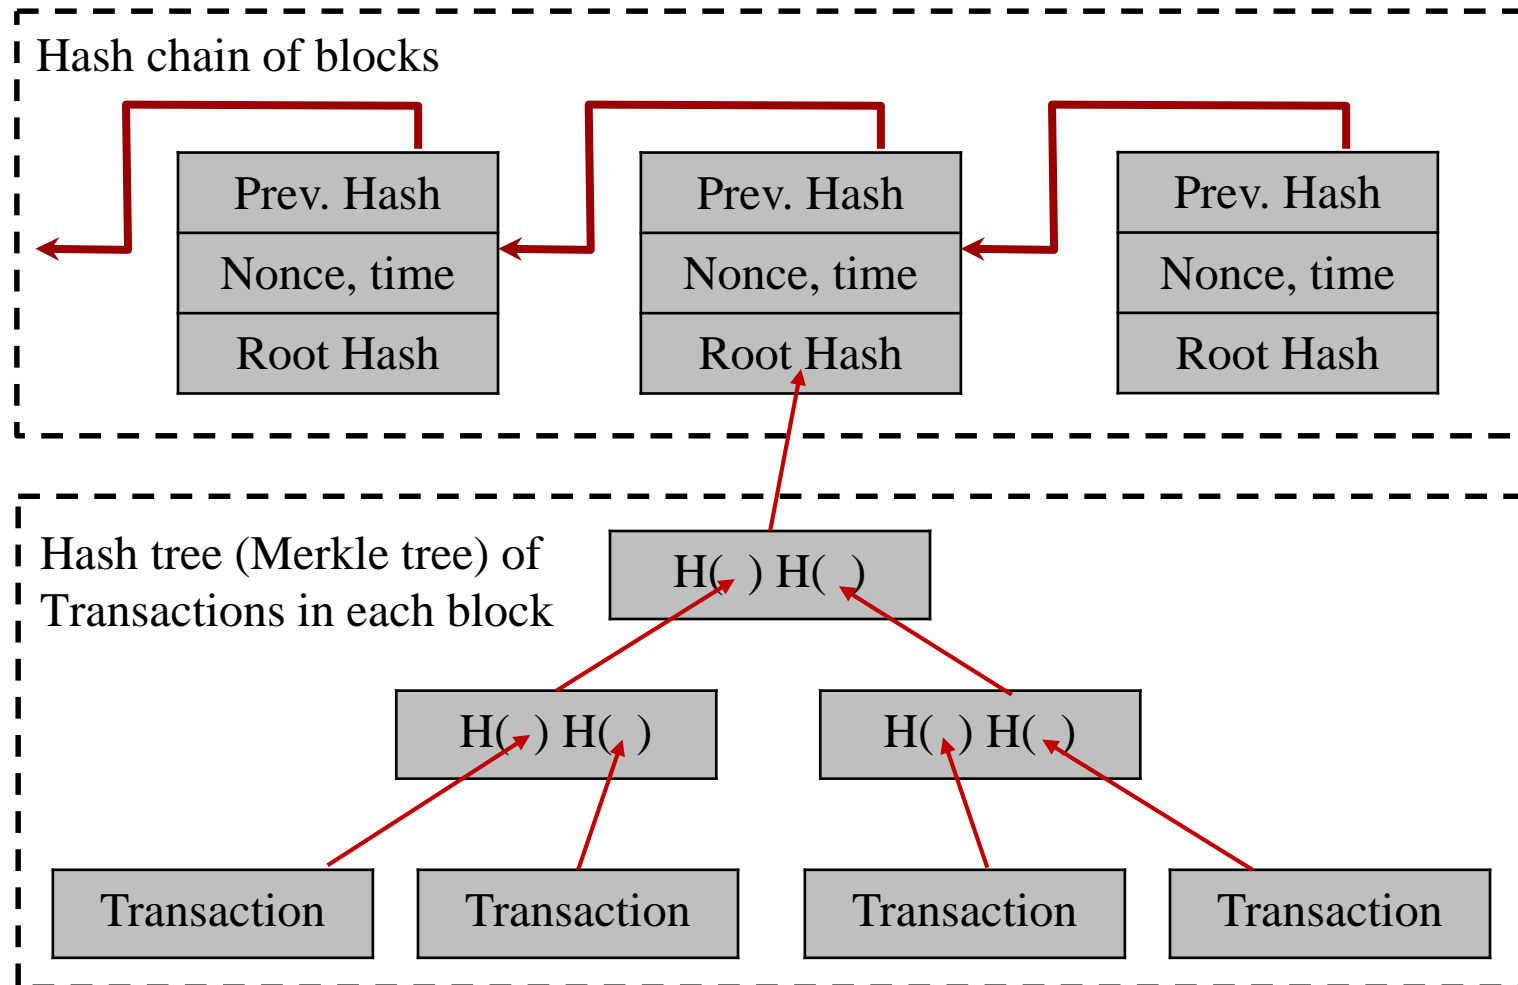 Hash chain of blocks
Prev. Hash
Nonce, time
Root Hash
Prev. Hash
Nonce, time
Root Hash
Prev. Hash
Nonce, time
Root Hash
Hash tree (Merkle tree) of
Transactions in each block
H( ) H( )
H( ) H( )
H( ) H( )
Transaction
Transaction
Transaction
Transaction